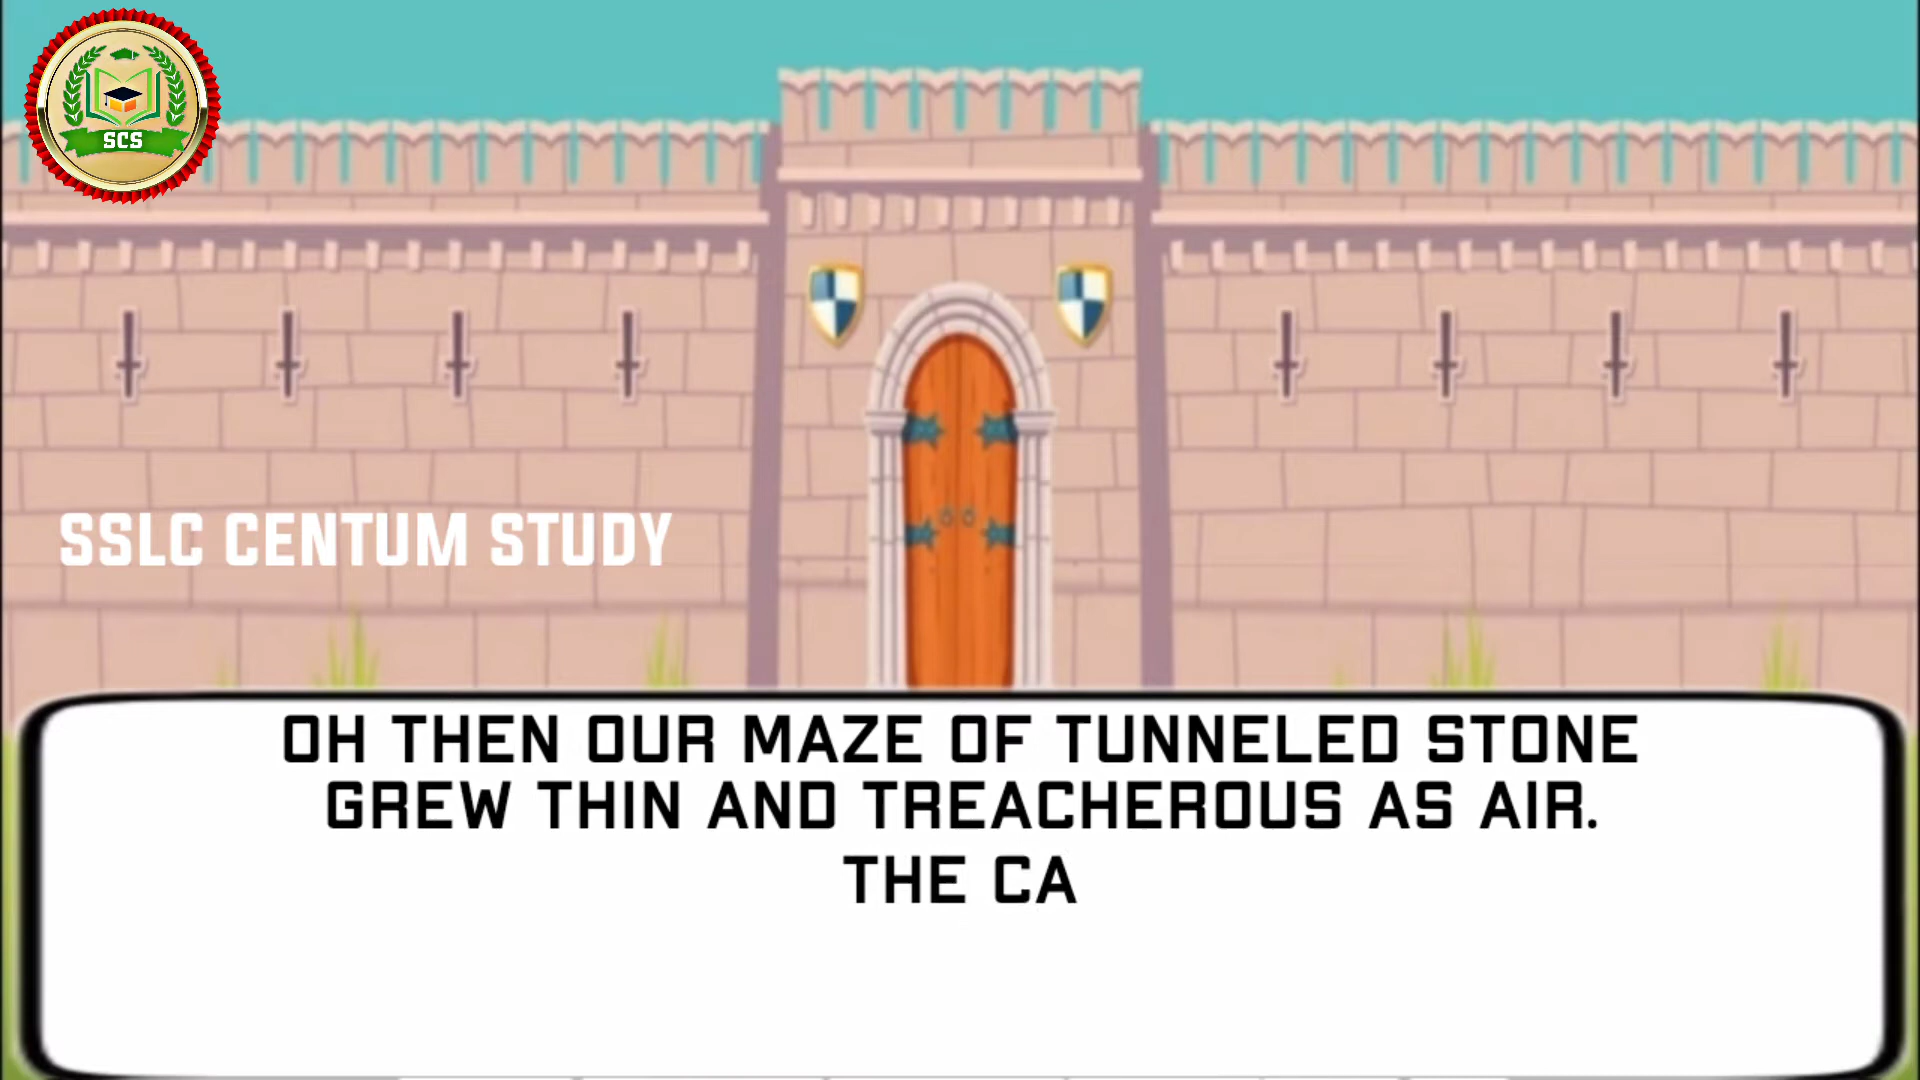 SCS
SSLC CENTUM STUDY
OH THEN OUR MAZE OF TUNNELED STONE
GREW THIN AND TREACHEROUS AS AIR.
THE CA